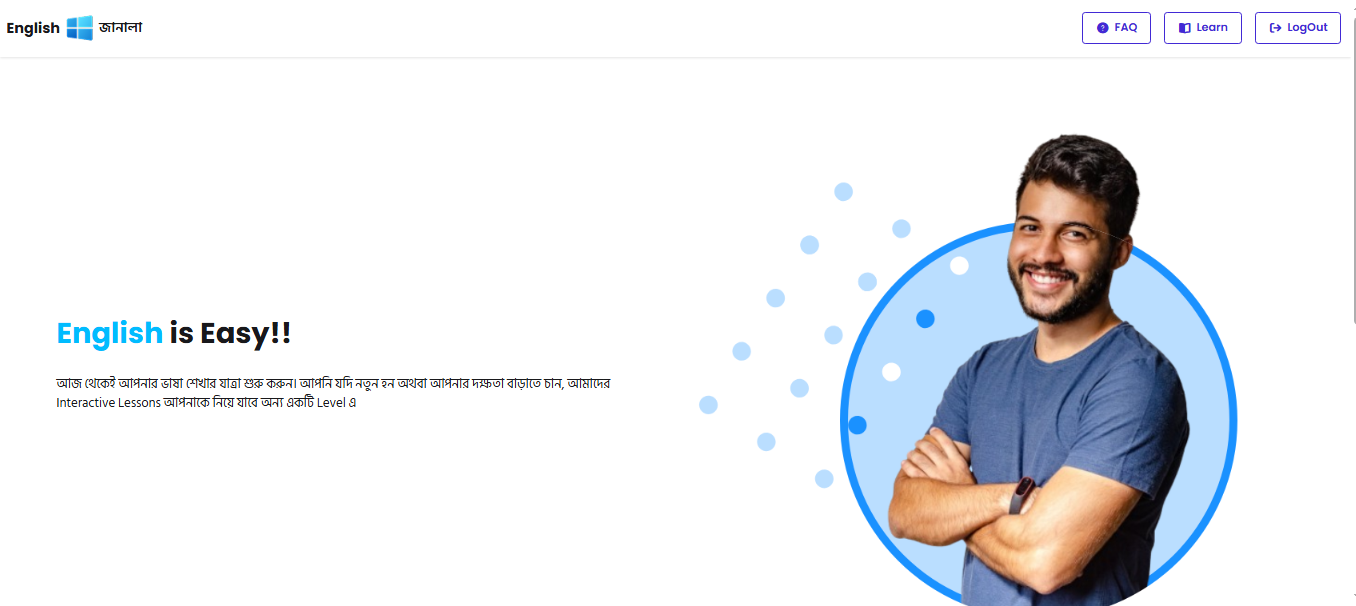 English জানালা
FAQ
Learn
LogOut
English is Easy!!
আজ থেকেই আপনার ভাষা শেখার যাত্রা শুরু করুন। আপনি যদি নতুন হন অথবা আপনার দক্ষতা বাড়াতে চান, আমাদের
Interactive Lessons আপনাকে নিয়ে যাবে অন্য একটি Level এ